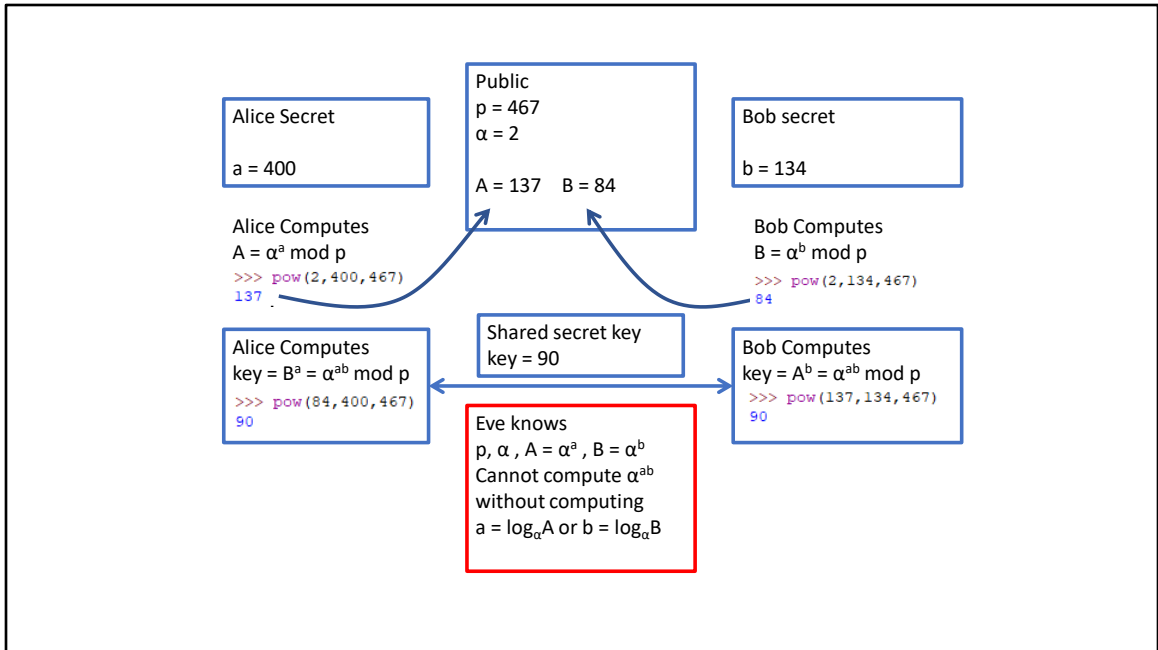 Public
p = 467
α = 2
A = 137 B = 84
Alice Secret
a = 400
Bob secret
b = 134
Alice Computes
A = αᵃ mod p
>>> pow(2,400,467)
137
Bob Computes
B = αᵇ mod p
>>> pow(2,134,467)
84
Shared secret key
key = 90
Alice Computes
key = Bᵃ = αᵃᵇ mod p
>>> pow(84,400,467)
90
Bob Computes
key = Aᵇ = αᵃᵇ mod p
>>> pow(137,134,467)
90
Eve knows
p, α , A = αᵃ , B = αᵇ
Cannot compute αᵃᵇ
without computing
a = log_αA or b = log_αB